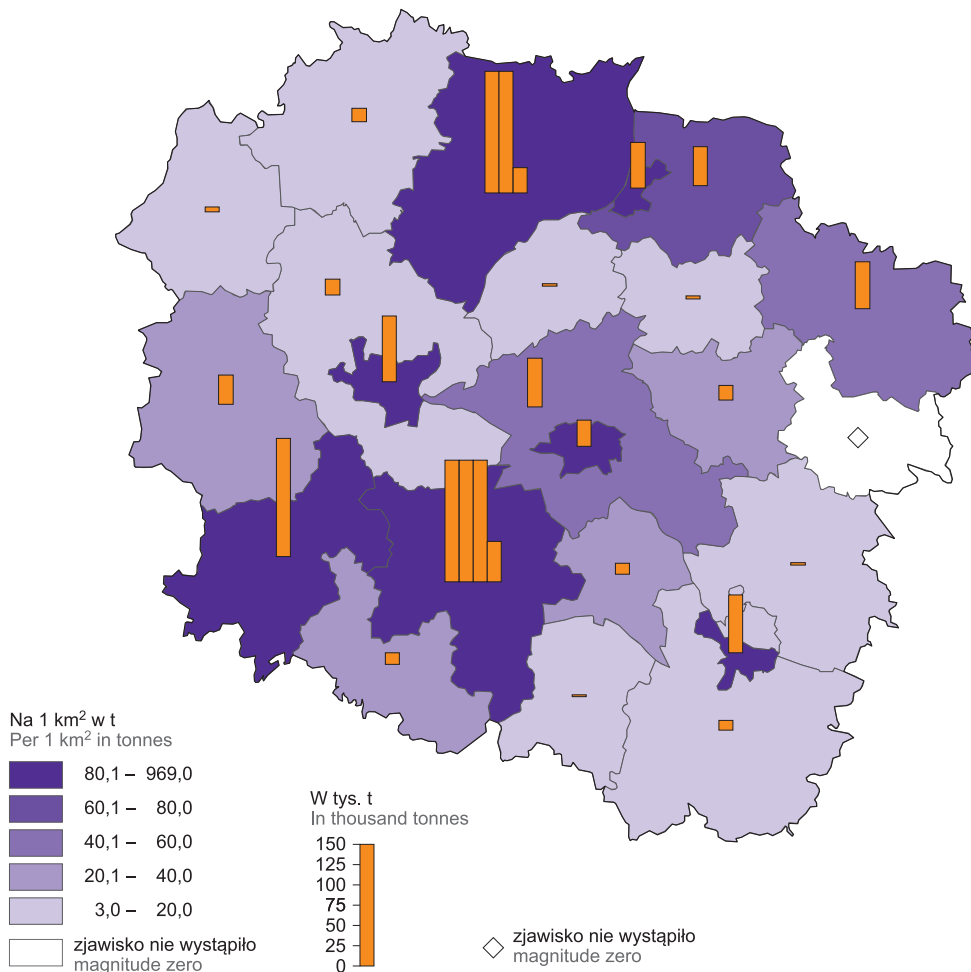 Na 1 km² w t
Per 1 km² in tonnes
80,1 – 969,0
60,1 – 80,0
40,1 – 60,0
20,1 – 40,0
3,0 – 20,0
zjawisko nie wystąpiło
magnitude zero
W tys. t
In thousand tonnes
150
125
100
75
50
25
0
zjawisko nie wystąpiło
magnitude zero